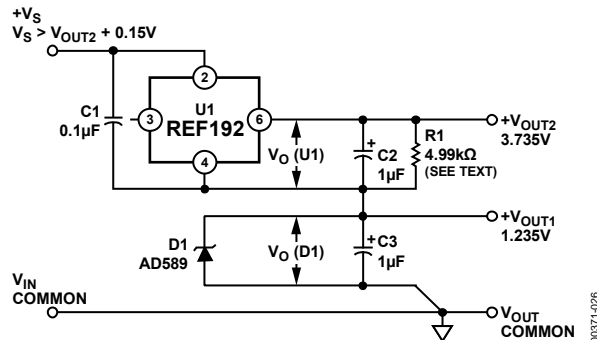 +VS
VS > VOUT2 + 0.15V
2
C1
0.1µF
3
U1
REF192
6
4
VO (U1)
+
C2
1µF
R1
4.99kΩ
(SEE TEXT)
+VOUT2
3.735V
D1
AD589
VO (D1)
+
C3
1µF
+VOUT1
1.235V
VIN
COMMON
VOUT
COMMON
00371-026